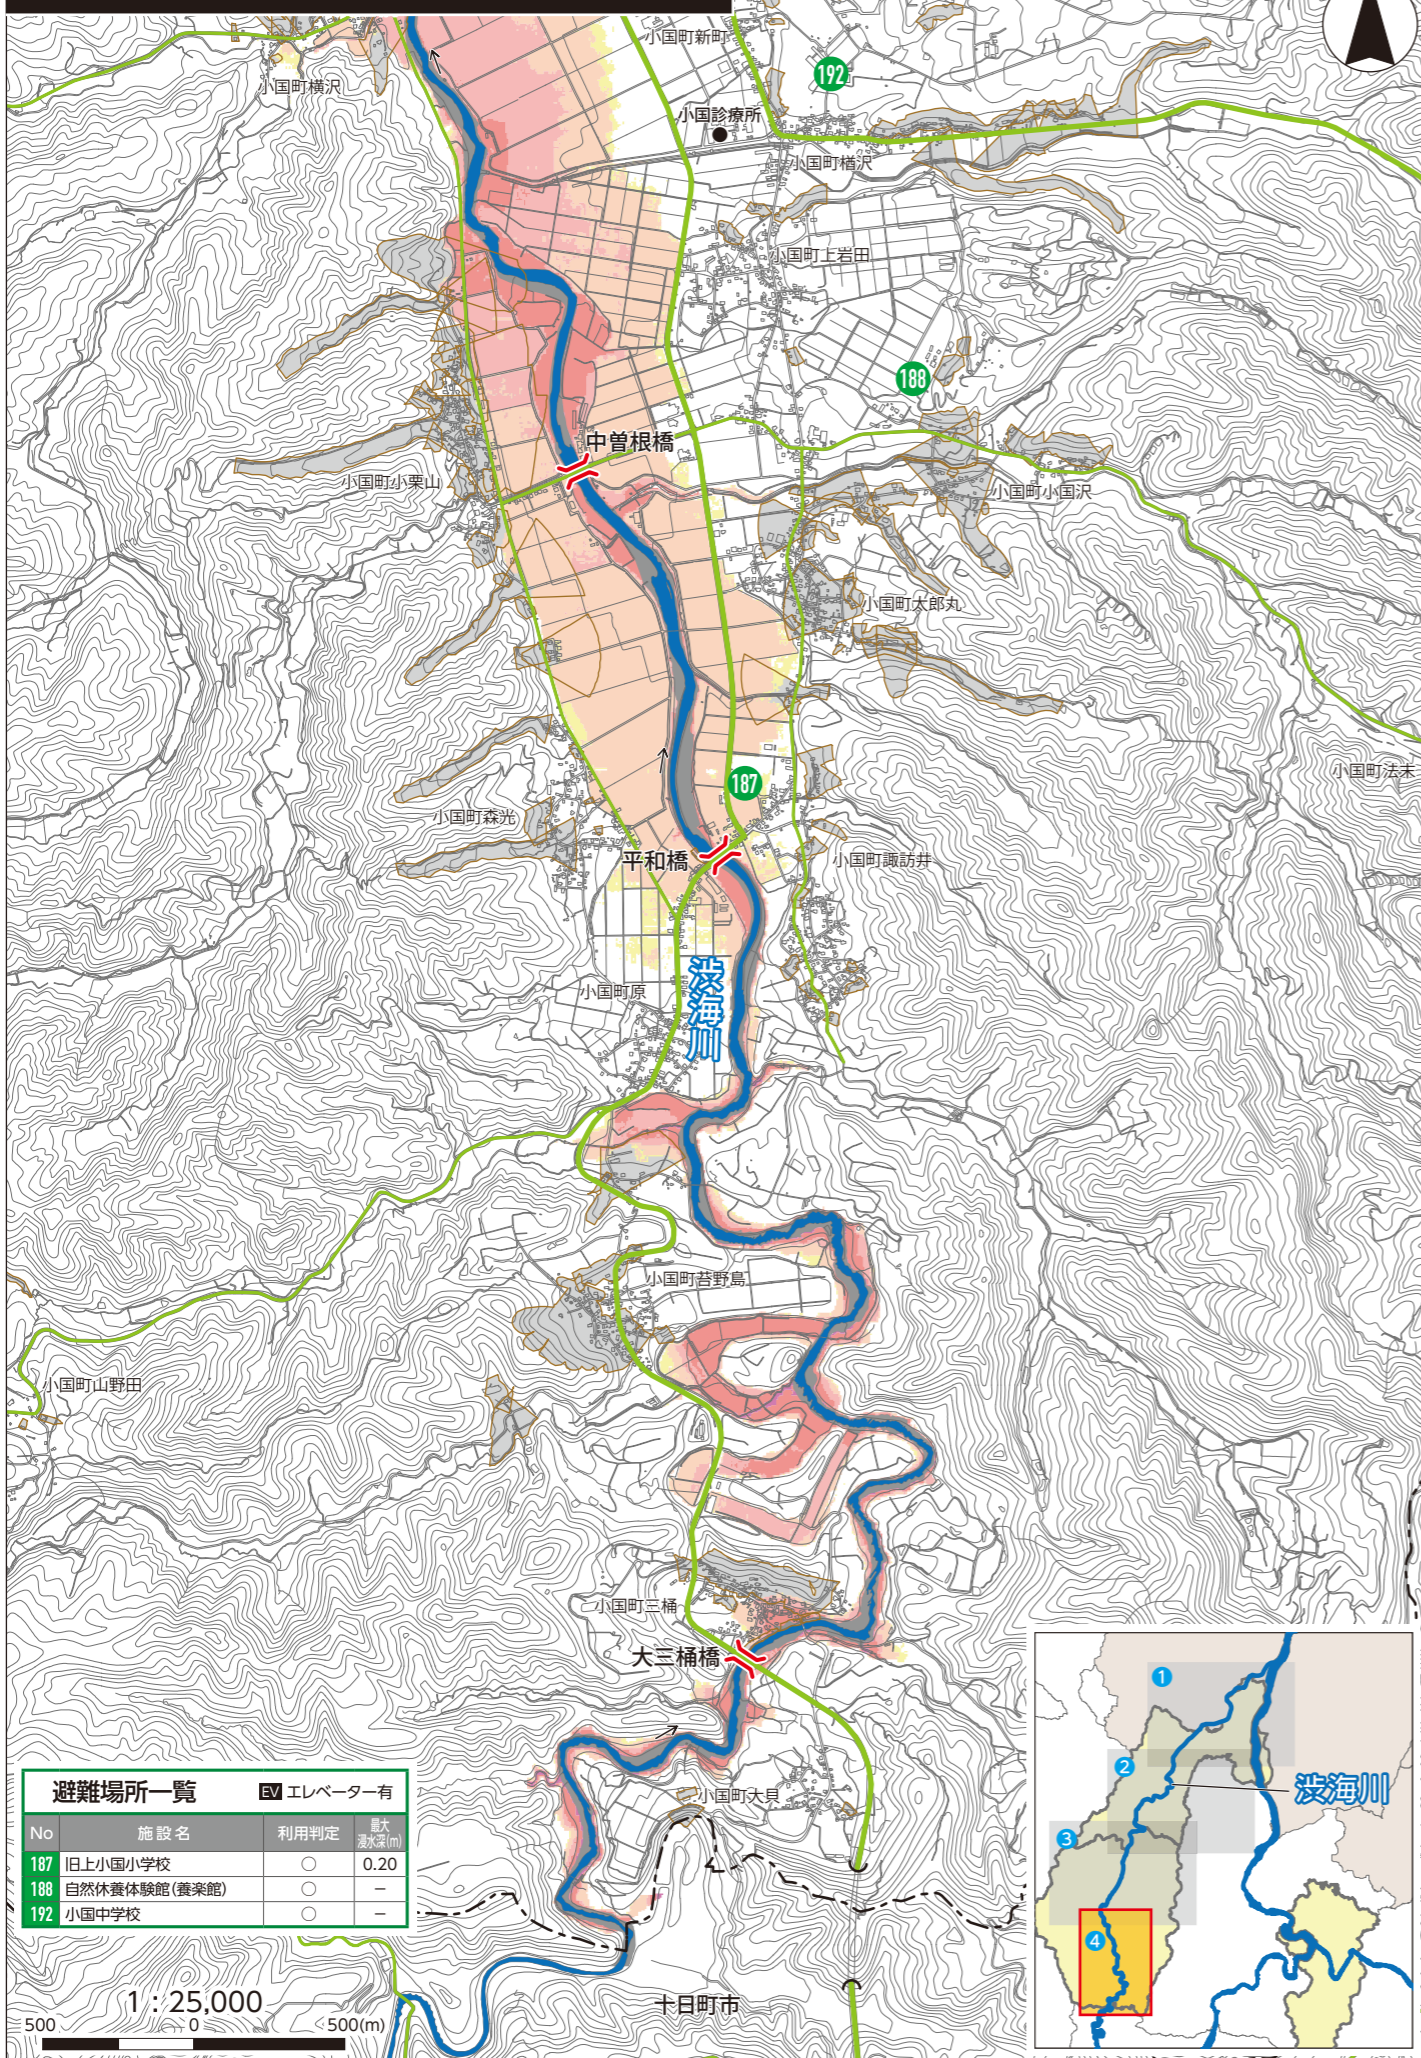 小国町新町
192
小国町横沢
小国診療所
小国町楢沢
小国町上岩田
188
中曽根橋
小国町小栗山
小国町小国沢
小国町太郎丸
小国町法末
187
小国町森光
平和橋
小国町諏訪井
渋海川
小国町原
小国町苔野島
小国町山野田
小国町三桶
大三桶橋
小国町大貝
十日町市
避難場所一覧 EV エレベーター有
No 施設名 利用判定 最大浸水深(m)
187 旧上小国小学校 ○ 0.20
188 自然休養体験館(養楽館) ○ −
192 小国中学校 ○ −
1：25,000
500 0 500(m)
1
2
渋海川
3
4